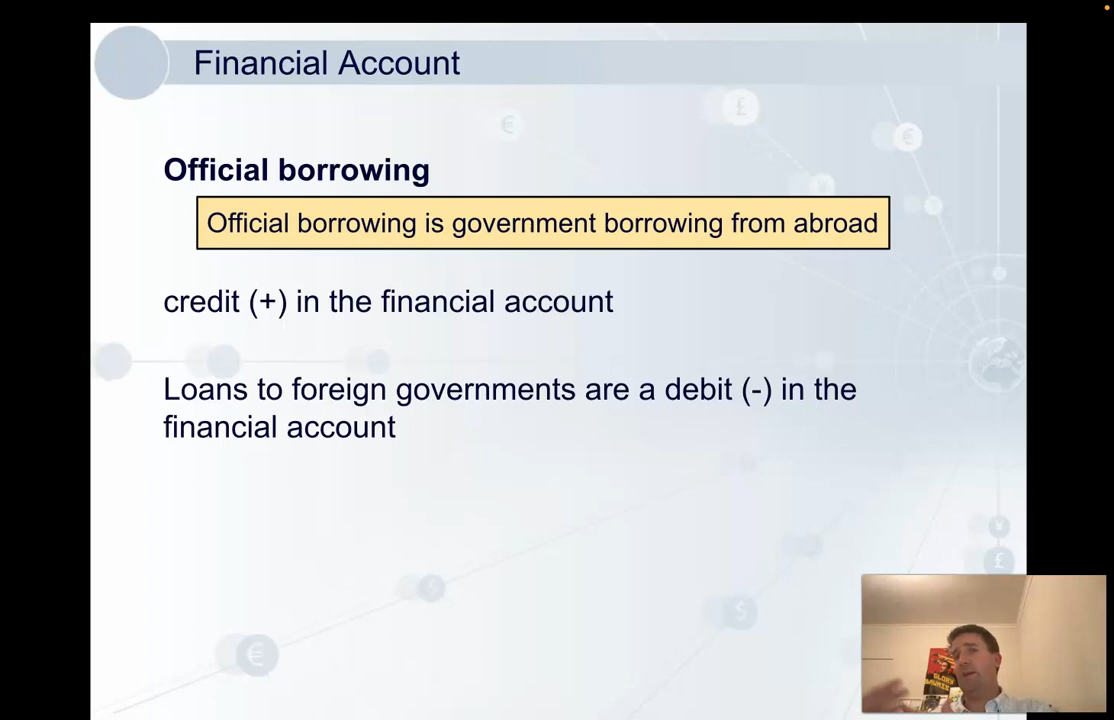 Financial Account
Official borrowing
Official borrowing is government borrowing from abroad
credit (+) in the financial account
Loans to foreign governments are a debit (-) in the
financial account
£
€
€
¥
¥
£
$
$
€
GLORY